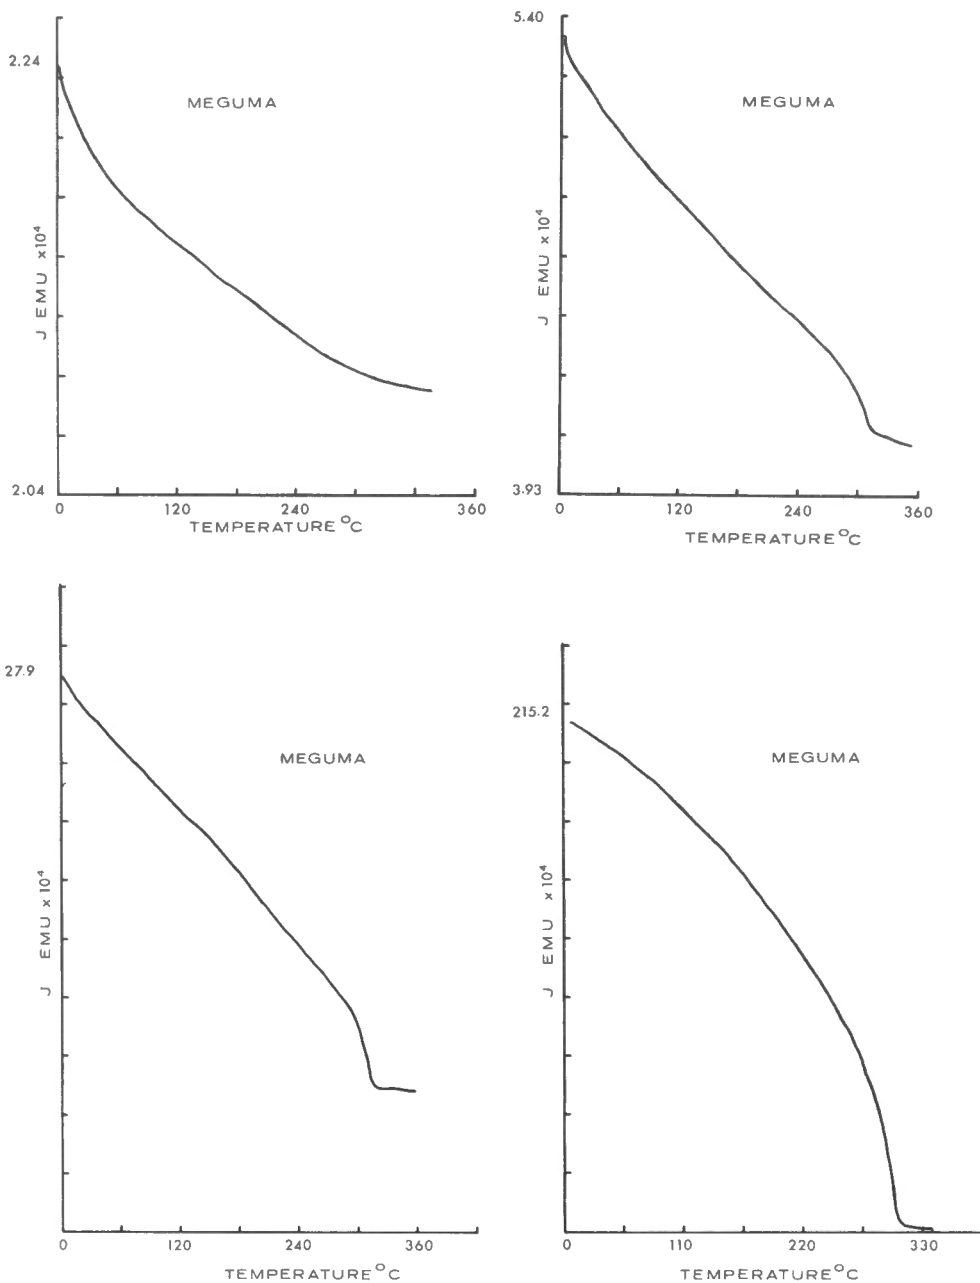 2.24
MEGUMA
J EMU x10⁴
2.04
0 120 240 360
TEMPERATURE °C
5.40
MEGUMA
J EMU x10⁴
3.93
0 120 240 360
TEMPERATURE °C
27.9
MEGUMA
J EMU x10⁴
0 120 240 360
TEMPERATURE °C
215.2
MEGUMA
J EMU x10⁴
0 110 220 330
TEMPERATURE °C